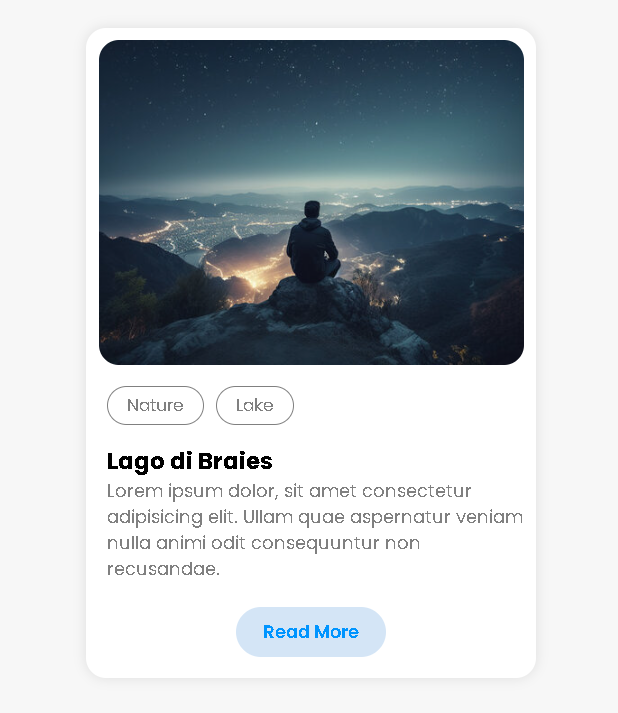 Nature
Lake
Lago di Braies
Lorem ipsum dolor, sit amet consectetur
adipisicing elit. Ullam quae aspernatur veniam
nulla animi odit consequuntur non
recusandae.
Read More